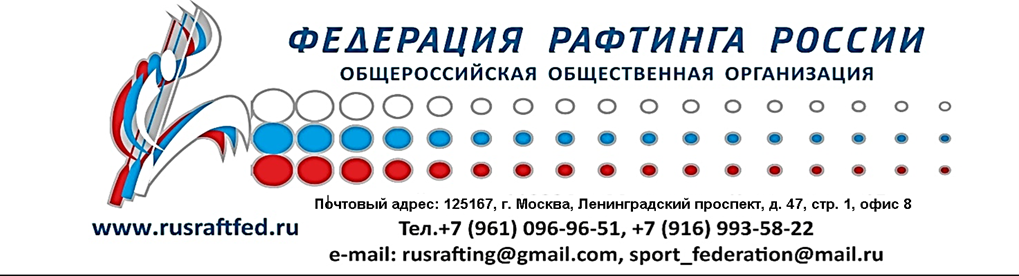 ФЕДЕРАЦИЯ РАФТИНГА РОССИИ
ОБЩЕРОССИЙСКАЯ ОБЩЕСТВЕННАЯ ОРГАНИЗАЦИЯ
Почтовый адрес: 125167, г. Москва, Ленинградский проспект, д. 47, стр. 1, офис 8
www.rusraftfed.ru
Тел.+7 (961) 096-96-51, +7 (916) 993-58-22
e-mail: rusrafting@gmail.com, sport_federation@mail.ru